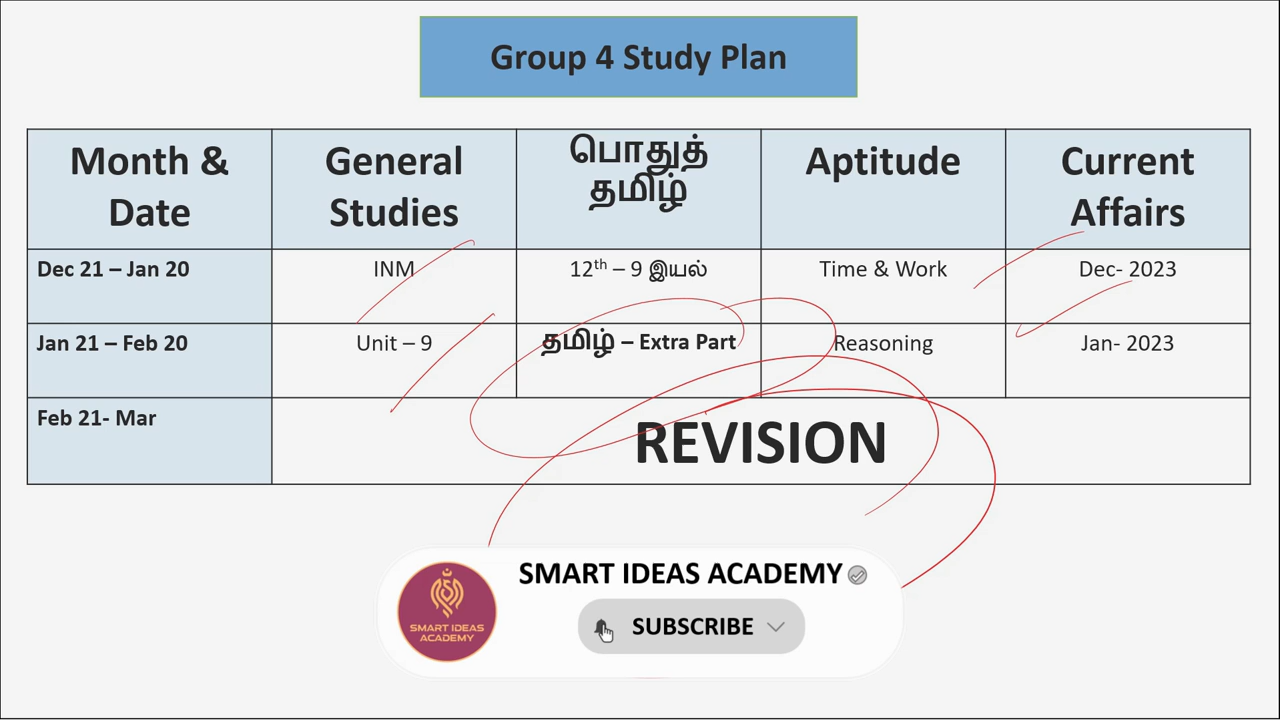 Group 4 Study Plan
Month &
Date
General
Studies
பொதுத்
தமிழ்
Aptitude
Current
Affairs
Dec 21 – Jan 20
INM
12th – 9 இயல்
Time & Work
Dec- 2023
Jan 21 – Feb 20
Unit – 9
தமிழ் – Extra Part
Reasoning
Jan- 2023
Feb 21- Mar
REVISION
SMART IDEAS ACADEMY
SUBSCRIBE
SMART IDEAS
ACADEMY